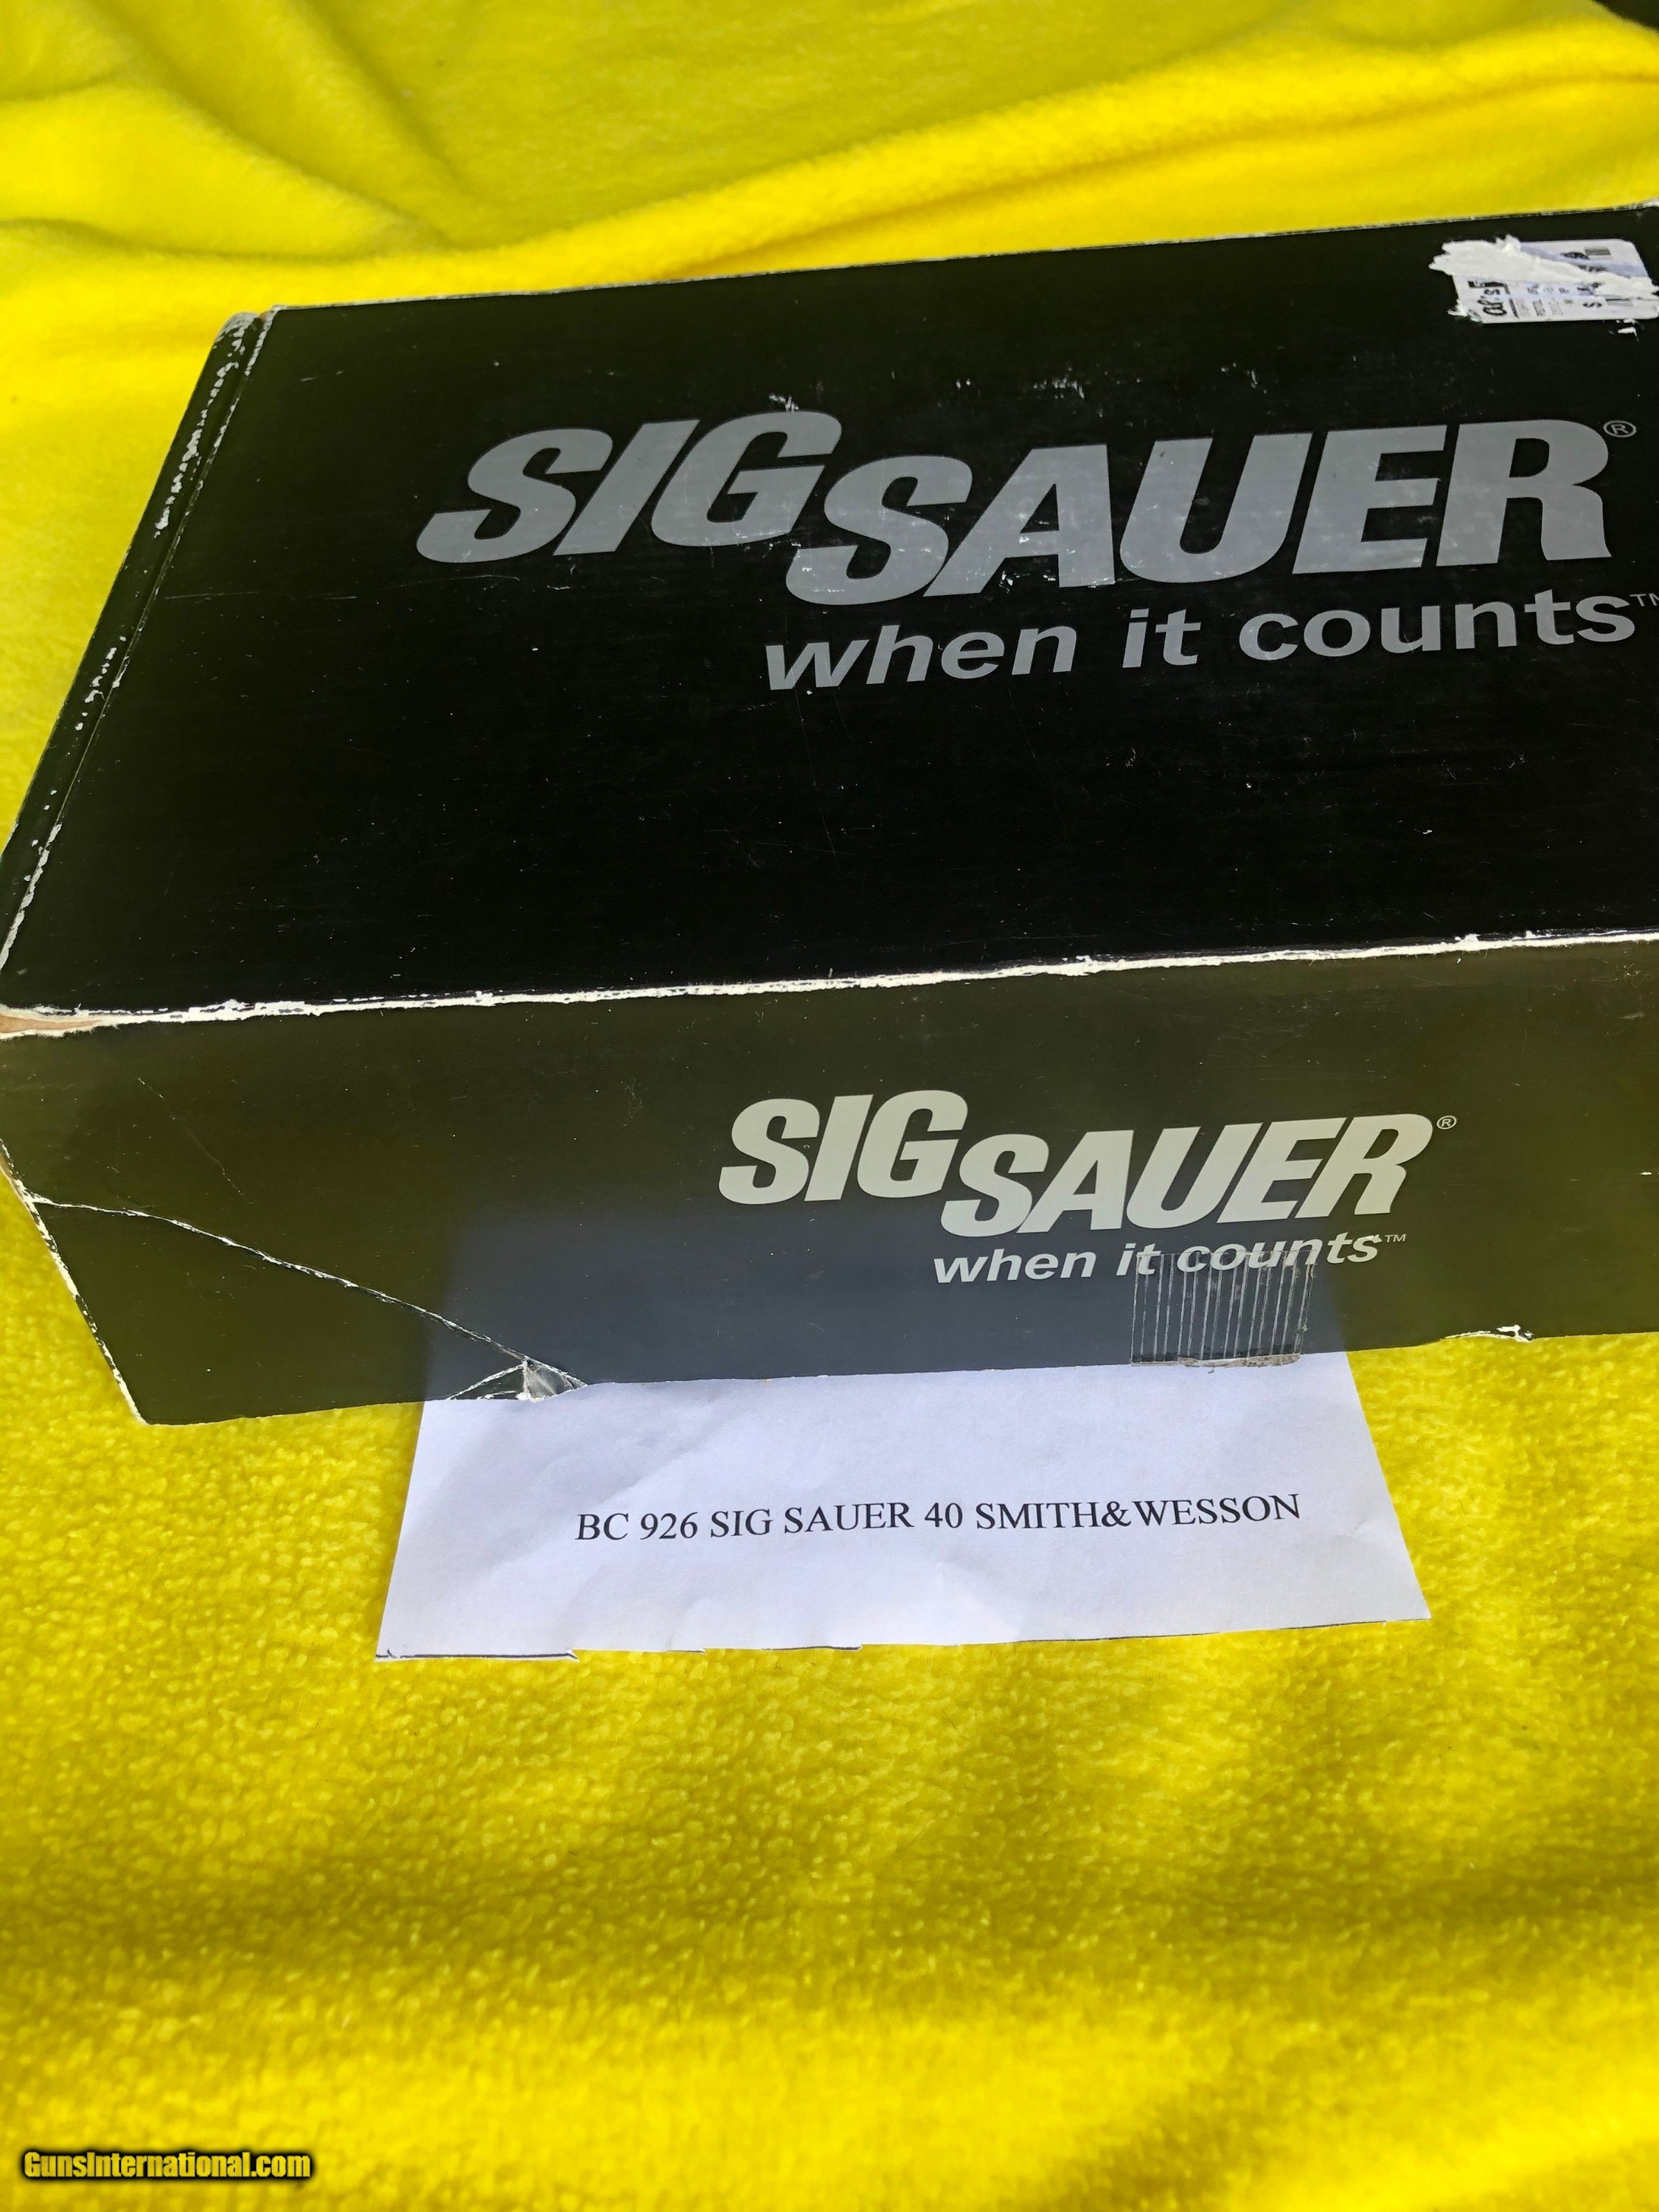 SIGSAUER®
when it counts™
SIGSAUER®
when it counts™
BC 926 SIG SAUER 40 SMITH&WESSON
GunsInternational.com